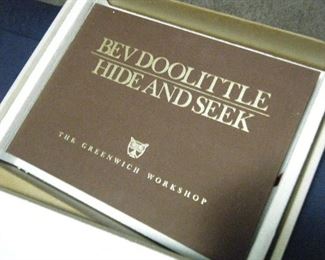 BEV DOOLITTLE
HIDE AND SEEK
THE GREENWICH WORKSHOP